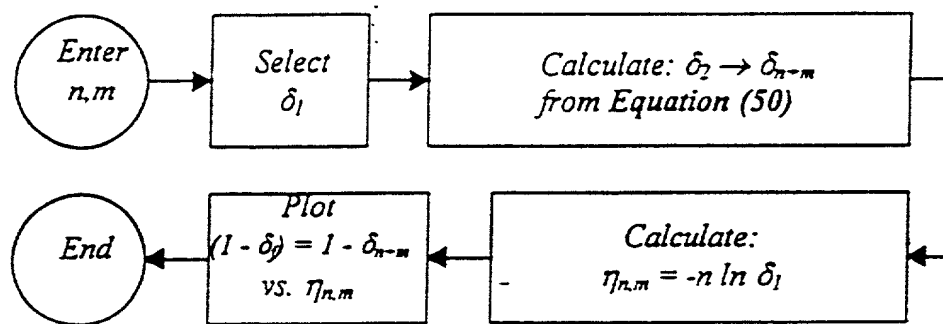 Enter
n,m
Select
δ₁
Calculate: δ₂ → δₙ₊ₘ
from Equation (50)
Calculate:
ηₙ,ₘ = -n ln δ₁
Plot
(1 - δf) = 1 - δₙ₊ₘ
vs. ηₙ,ₘ
End